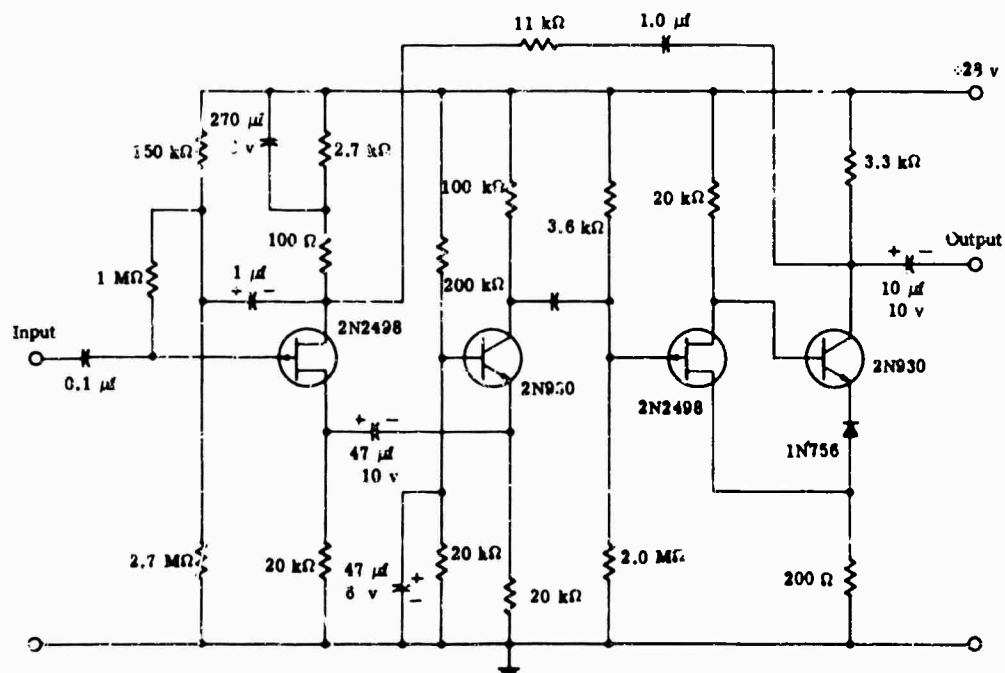 11 kΩ
1.0 μf
28 v
270 μf
2.7 kΩ
3.3 kΩ
100 kΩ
20 kΩ
3.6 kΩ
100 Ω
Output
+ -
10 μf
10 v
1 MΩ
1 μf
+ -
200 kΩ
Input
2N2498
0.1 μf
2N930
2N2498
2N930
+ -
47 μf
10 v
1N756
2.7 MΩ
20 kΩ
47 μf
v
+
-
20 kΩ
20 kΩ
2.0 MΩ
200 Ω